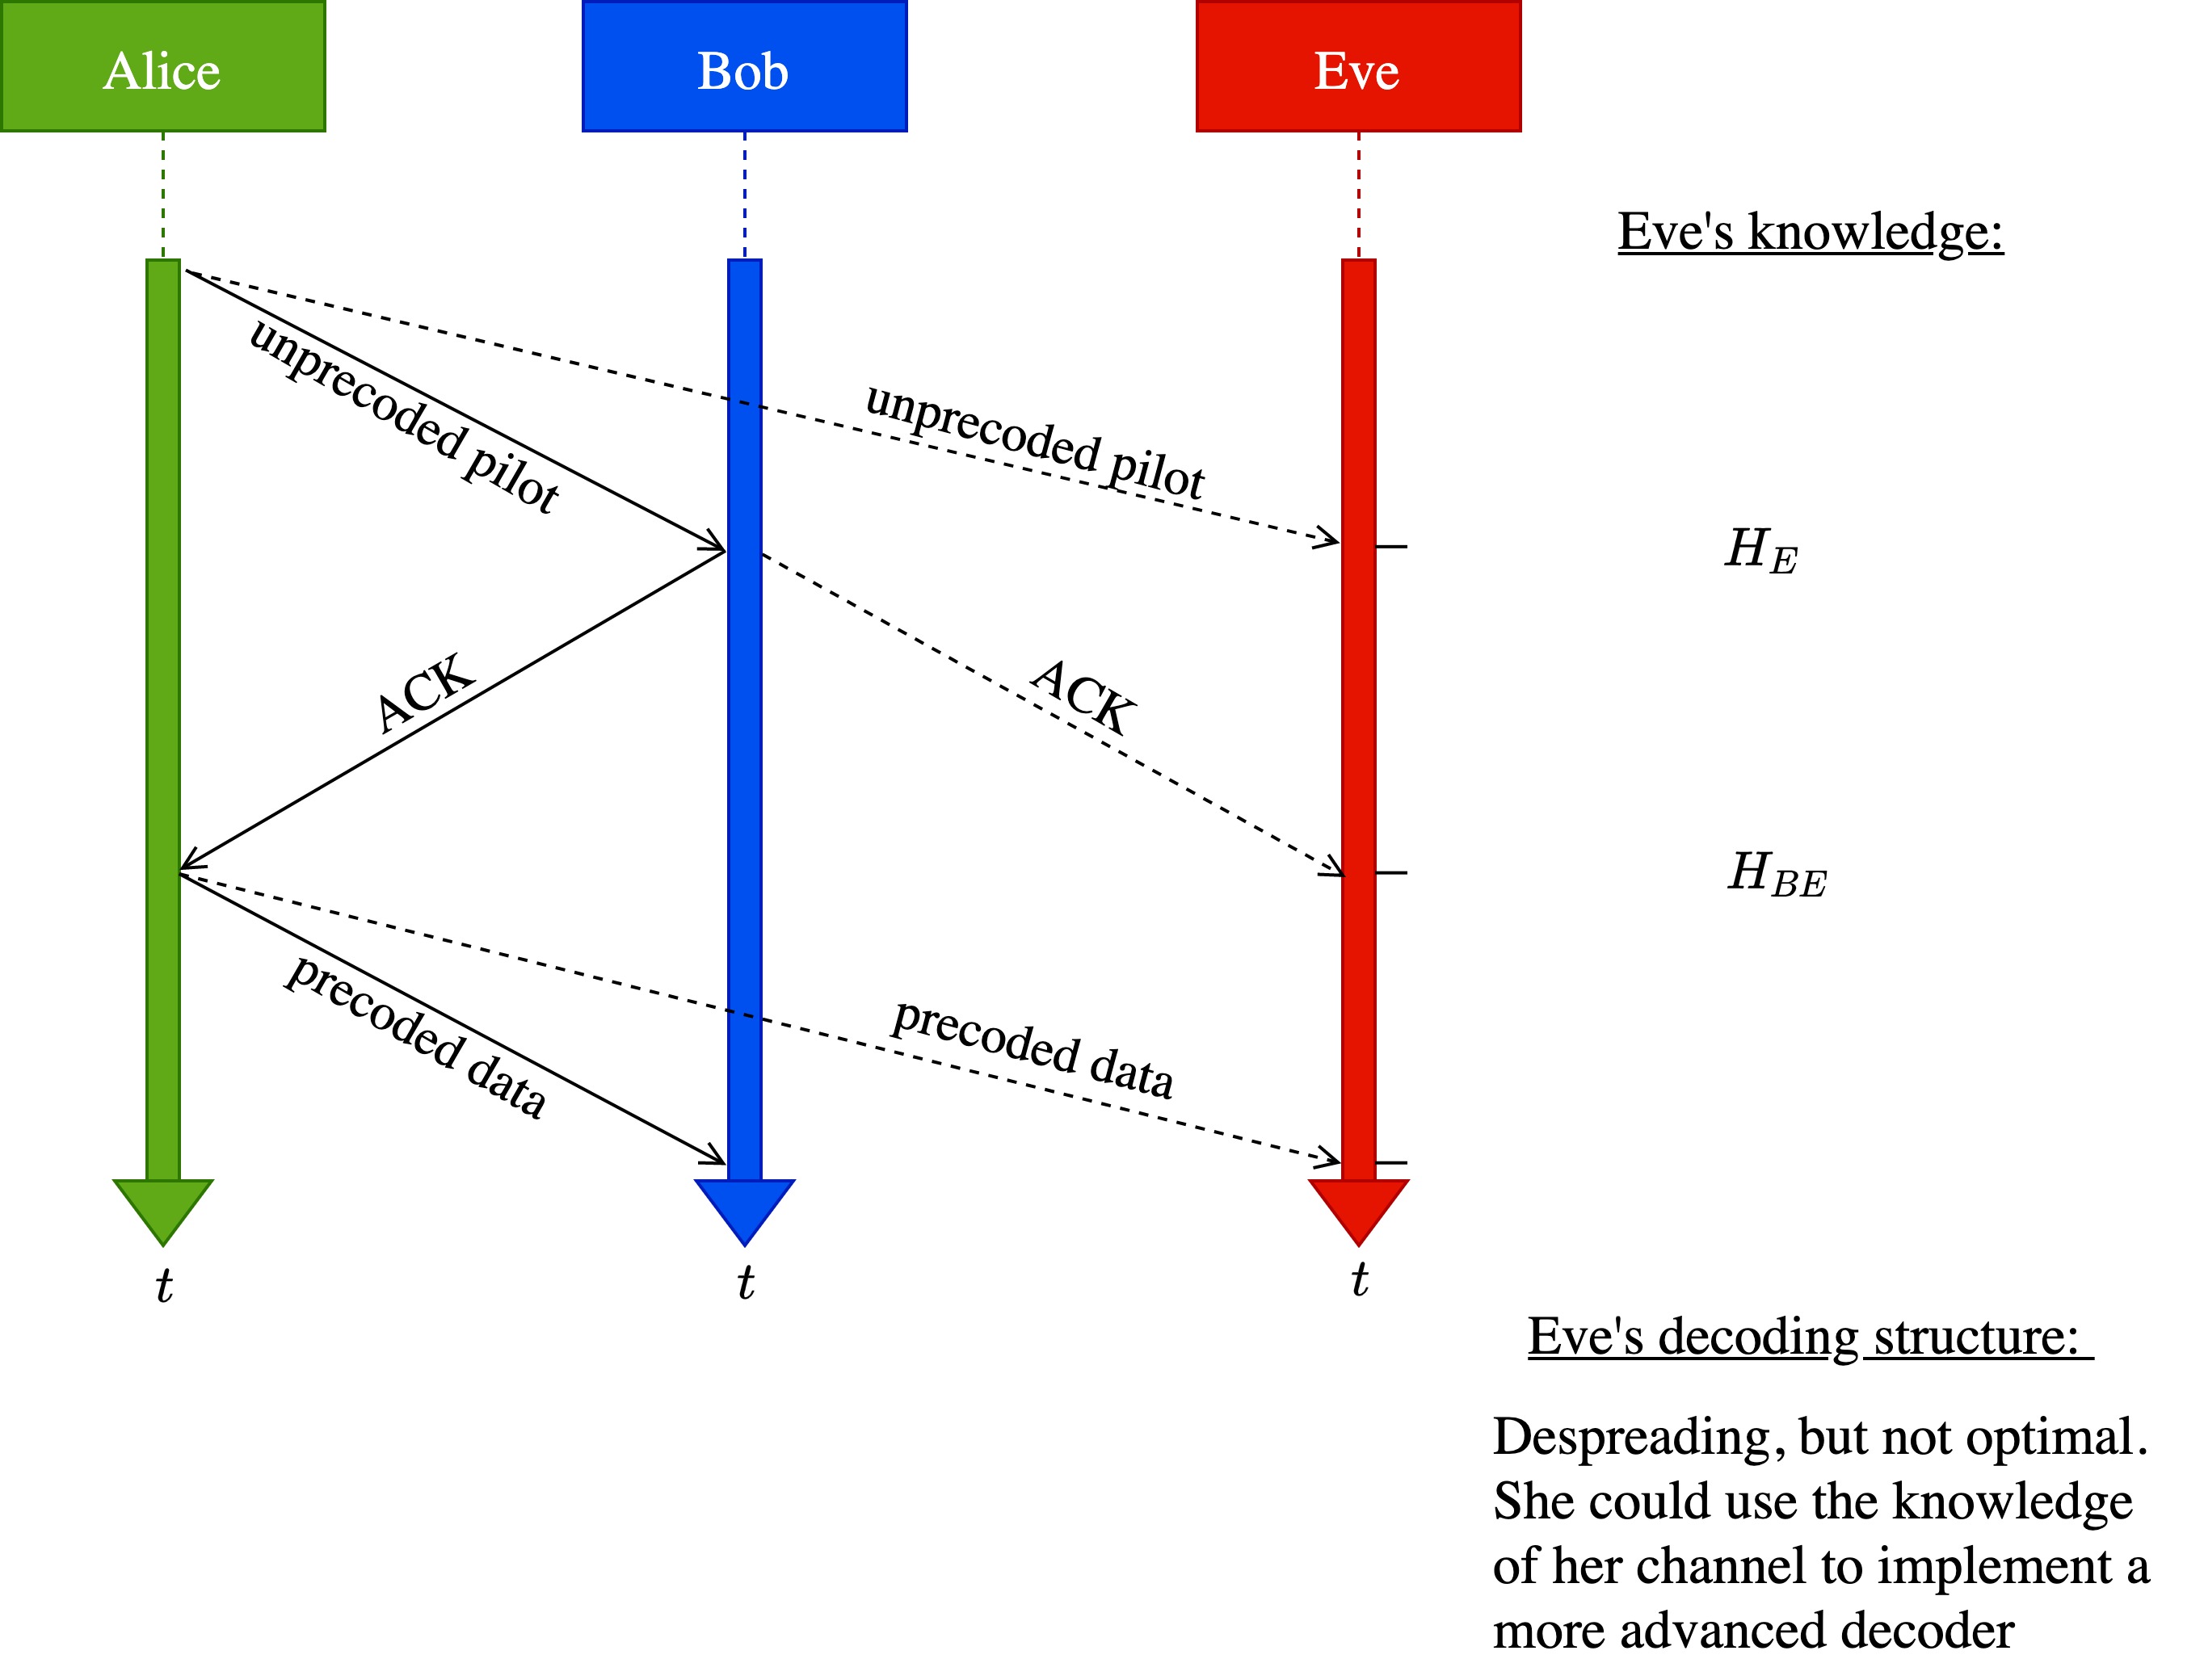 Alice
Bob
Eve
Eve's knowledge:
unprecoded pilot
unprecoded pilot
H_E
ACK
ACK
H_{BE}
precoded data
precoded data
t
t
t
Eve's decoding structure:
Despreading, but not optimal.
She could use the knowledge
of her channel to implement a
more advanced decoder